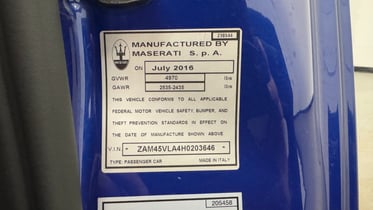 MANUFACTURED BY
MASERATI S.p.A.
ON July 2016
GVWR 4970 lbs
GAWR 2535-2435 lbs
THIS VEHICLE CONFORMS TO ALL APPLICABLE
FEDERAL MOTOR VEHICLE SAFETY, BUMPER, AND
THEFT PREVENTION STANDARDS IN EFFECT ON
THE DATE OF MANUFACTURE SHOWN ABOVE
V.I.N. - ZAM45VLA4H0203646 -
TYPE: PASSENGER CAR MADE IN ITALY
205458